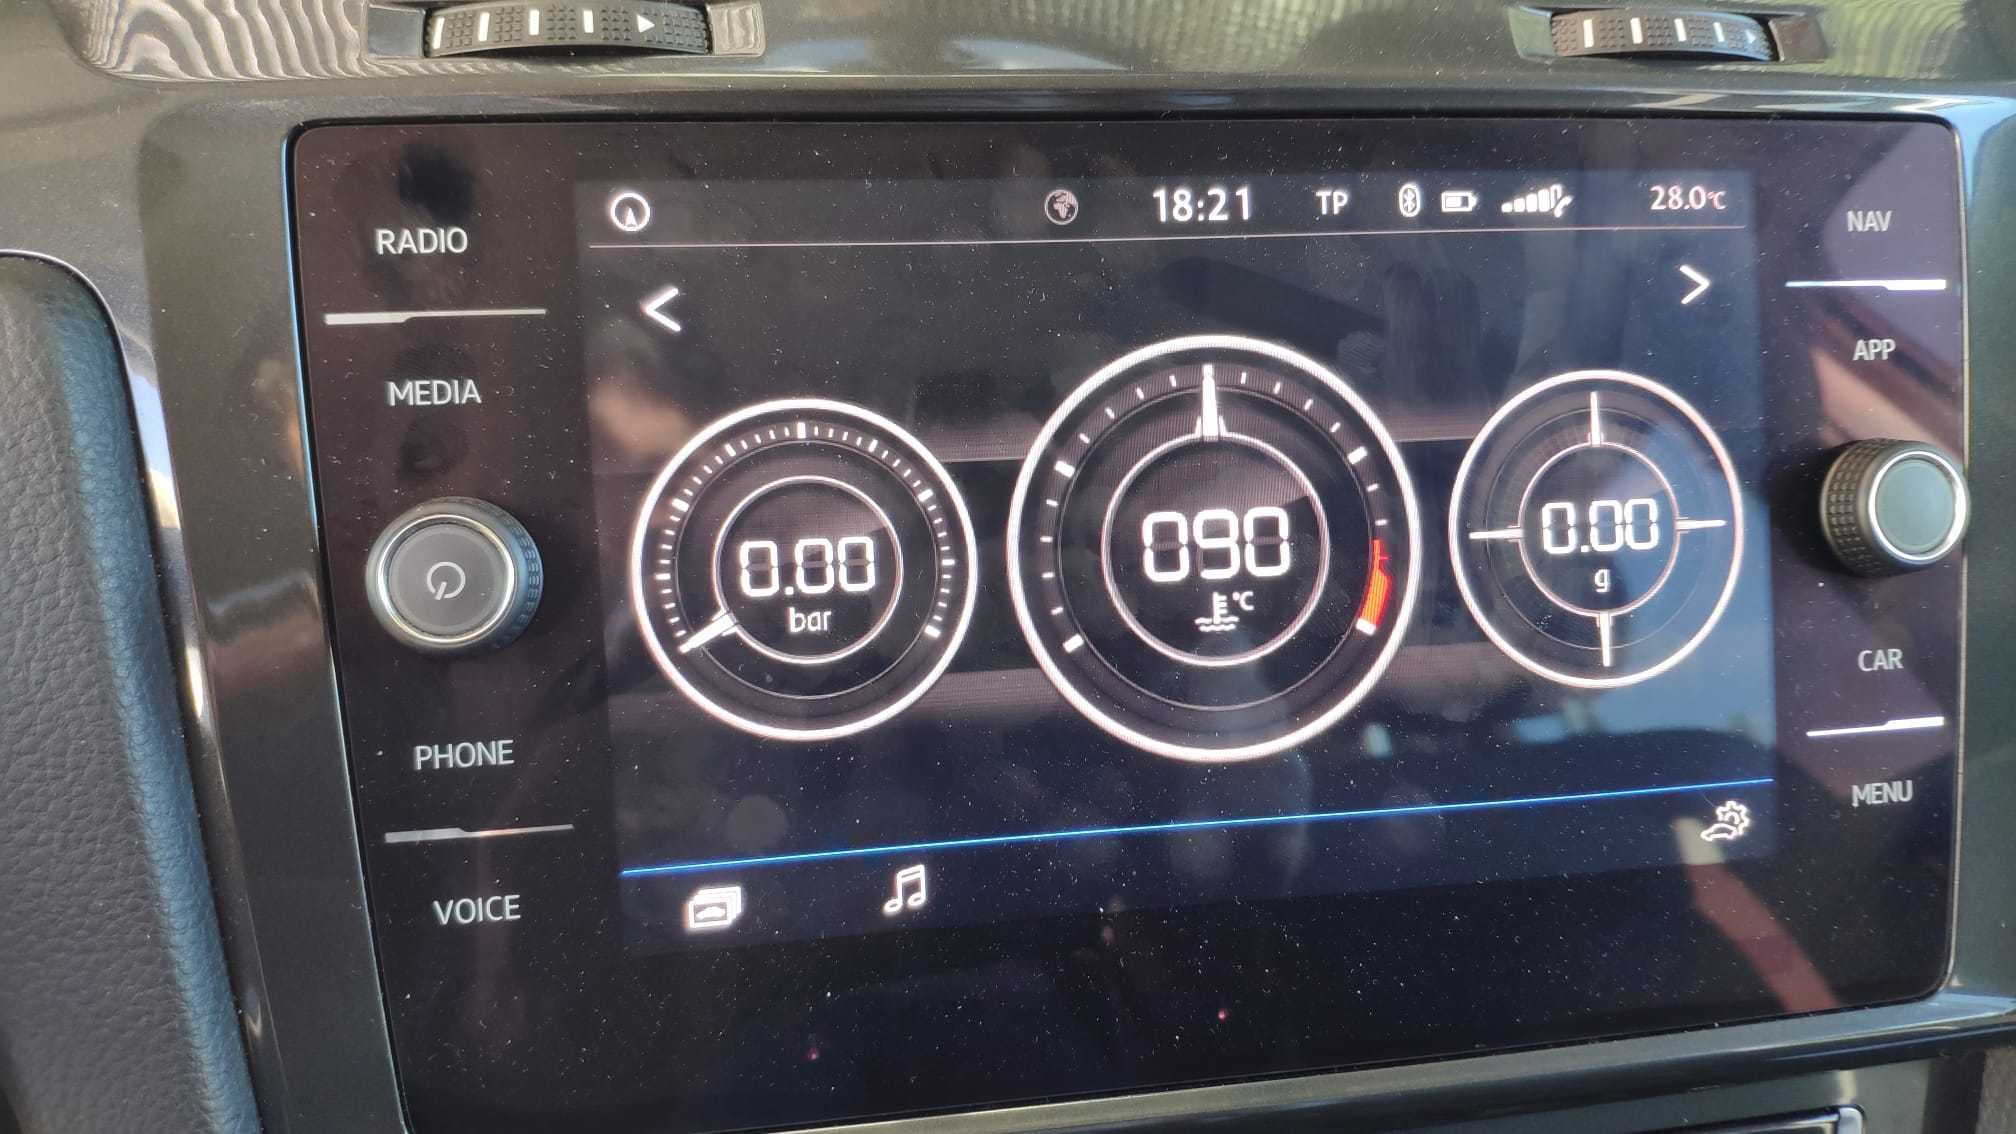 18:21 TP 28.0°C
RADIO
MEDIA
PHONE
VOICE
0.00
bar
090
°C
0.00
g
NAV
APP
CAR
MENU